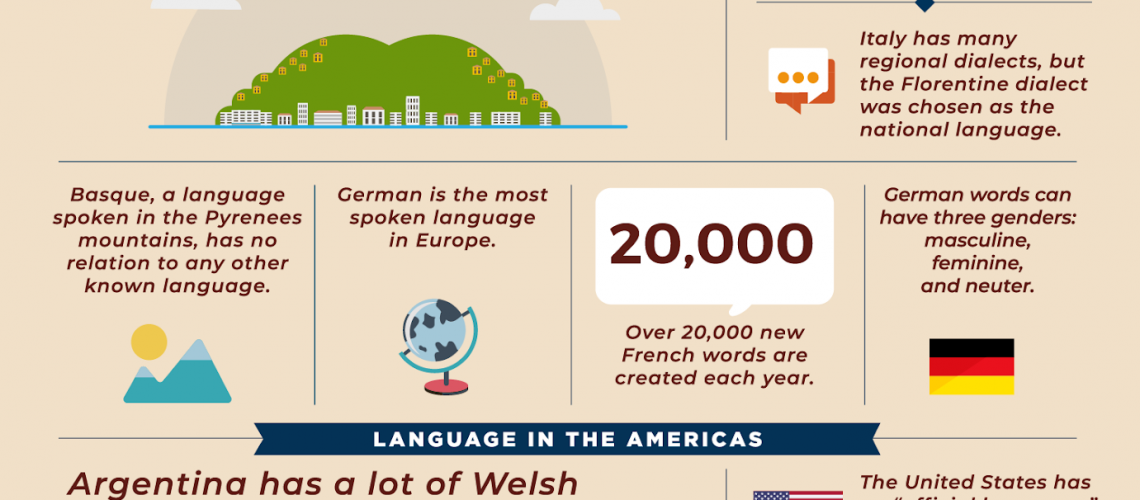 Italy has many
regional dialects, but
the Florentine dialect
was chosen as the
national language.
Basque, a language
spoken in the Pyrenees
mountains, has no
relation to any other
known language.
German is the most
spoken language
in Europe.
20,000
Over 20,000 new
French words are
created each year.
German words can
have three genders:
masculine,
feminine,
and neuter.
LANGUAGE IN THE AMERICAS
Argentina has a lot of Welsh
The United States has